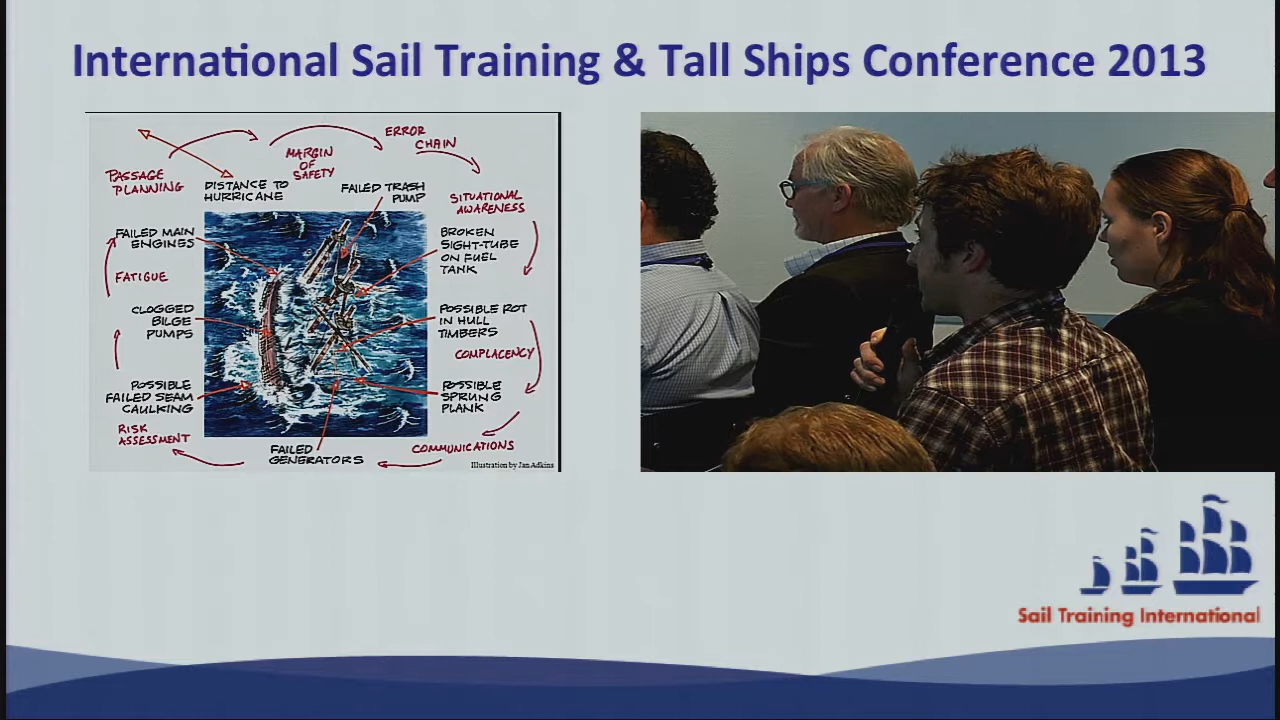 International Sail Training & Tall Ships Conference 2013
ERROR
CHAIN
MARGIN
OF
SAFETY
PASSAGE
PLANNING
DISTANCE TO
HURRICANE
FAILED TRASH
PUMP
SITUATIONAL
AWARENESS
FAILED MAIN
ENGINES
BROKEN
SIGHT-TUBE
ON FUEL
TANK
FATIGUE
CLOGGED
BILGE
PUMPS
POSSIBLE ROT
IN HULL
TIMBERS
COMPLACENCY
POSSIBLE
FAILED SEAM
CAULKING
POSSIBLE
SPRUNG
PLANK
RISK
ASSESSMENT
FAILED
GENERATORS
COMMUNICATIONS
Illustration by Jan Adkins
Sail Training International